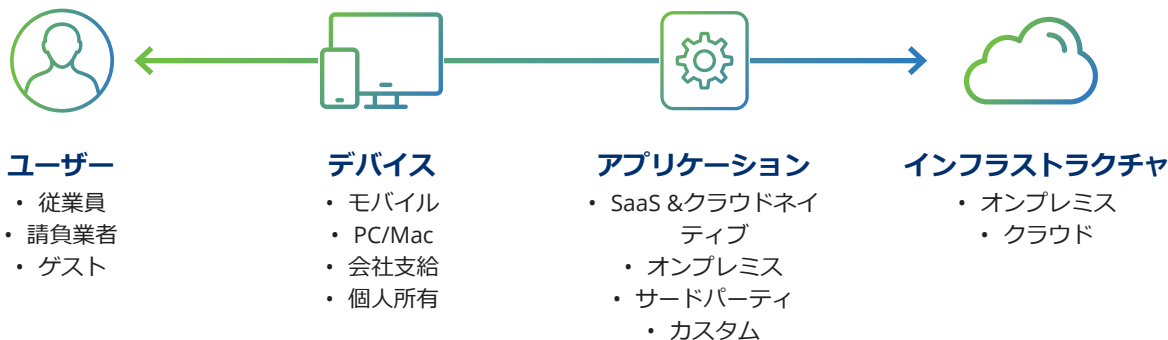 ユーザー
• 従業員
• 請負業者
• ゲスト
デバイス
• モバイル
• PC/Mac
• 会社支給
• 個人所有
アプリケーション
• SaaS &クラウドネイ
ティブ
• オンプレミス
• サードパーティ
• カスタム
インフラストラクチャ
• オンプレミス
• クラウド